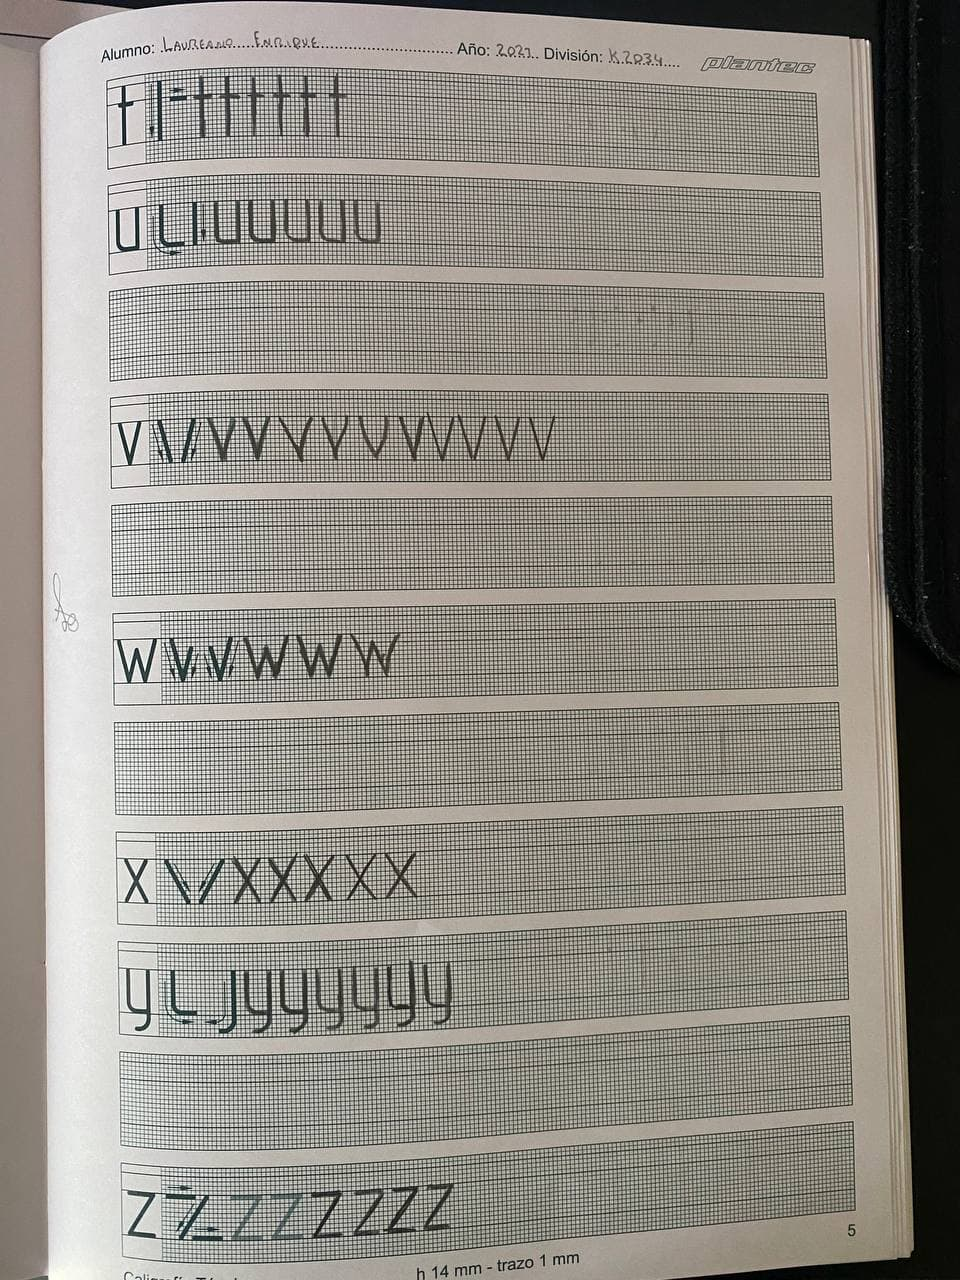 Alumno: LAUREANO ENRIQUE Año: 2021 División: K2034 plantec
t t t t t t t
u u u u u u
v v v v v v v v v v v
w w w w
x x x x x x
y y y y y y y
z z z z z z z
5
h 14 mm - trazo 1 mm